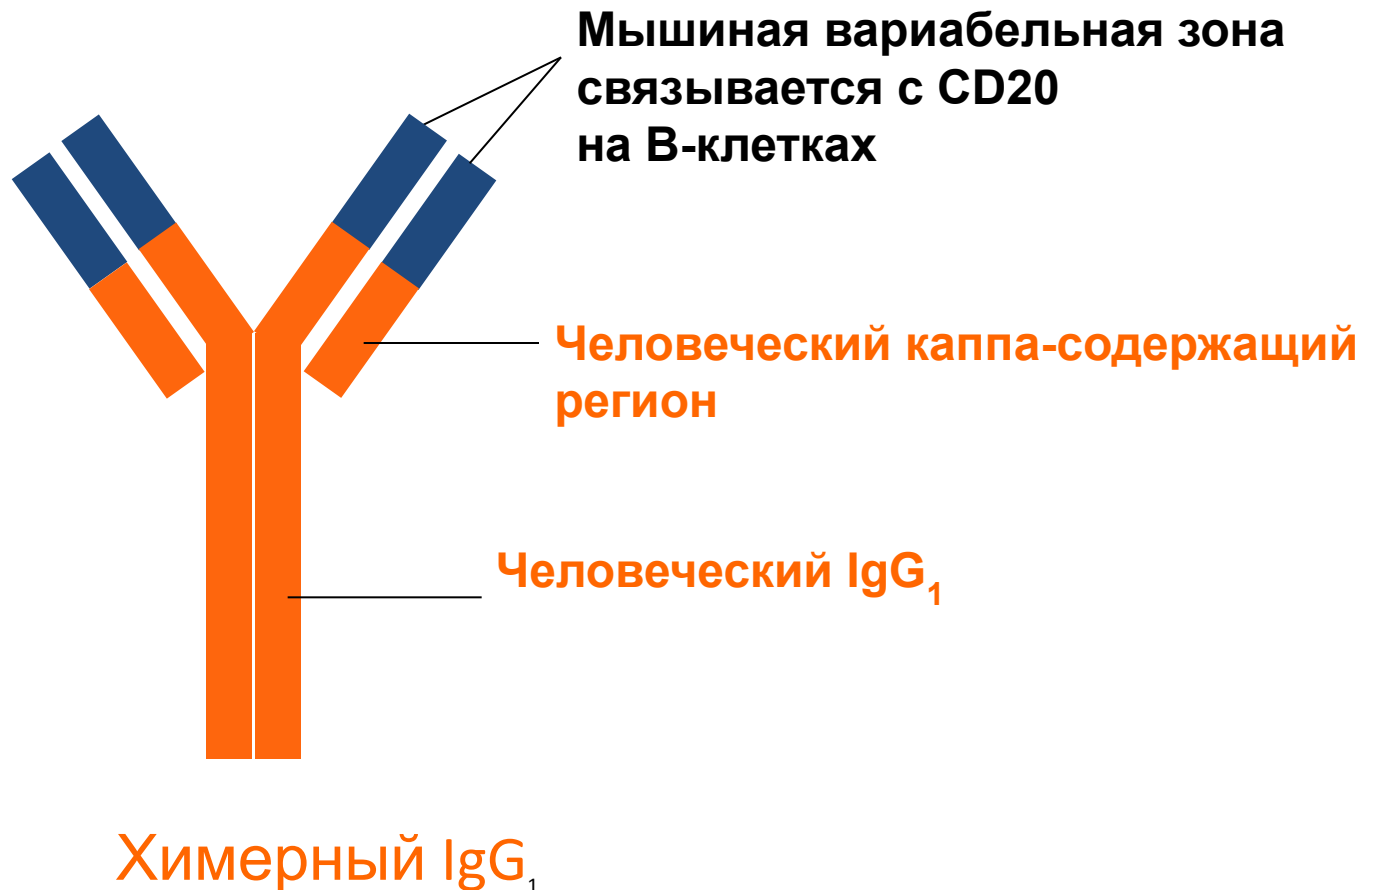 Мышиная вариабельная зона
связывается с CD20
на В-клетках
Человеческий каппа-содержащий
регион
Человеческий IgG₁
Химерный IgG₁